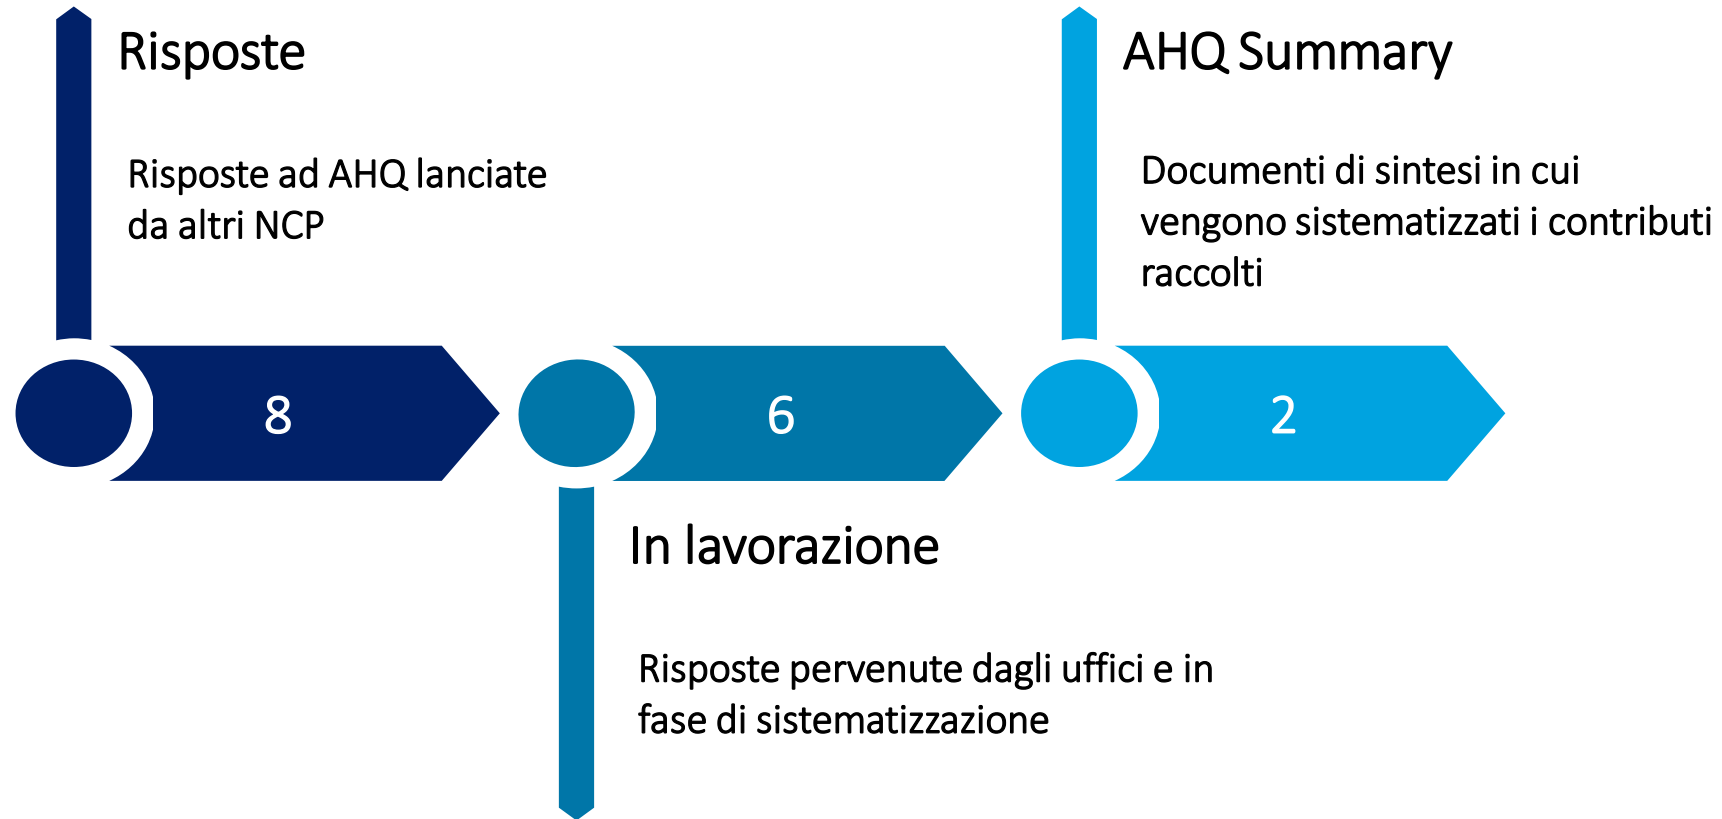 Risposte
Risposte ad AHQ lanciate
da altri NCP
AHQ Summary
Documenti di sintesi in cui
vengono sistematizzati i contributi
raccolti
8
6
2
In lavorazione
Risposte pervenute dagli uffici e in
fase di sistematizzazione